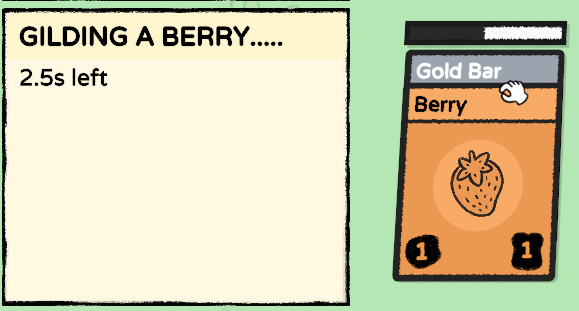 GILDING A BERRY.....
2.5s left
Gold Bar
Berry
1 1